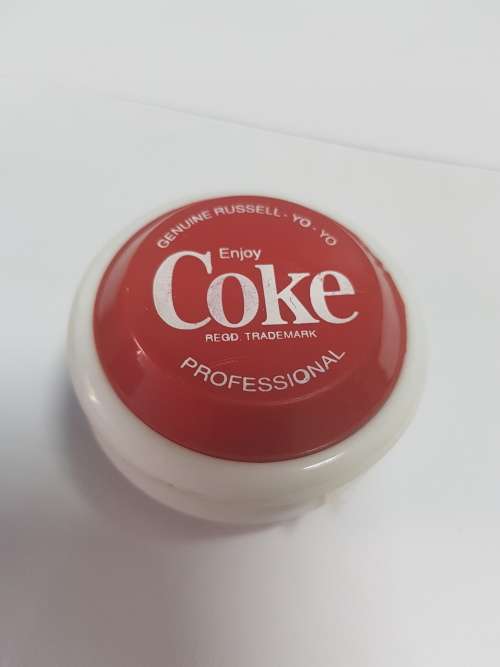 GENUINE RUSSELL - YO - YO
Enjoy
Coke
REGD. TRADEMARK
PROFESSIONAL